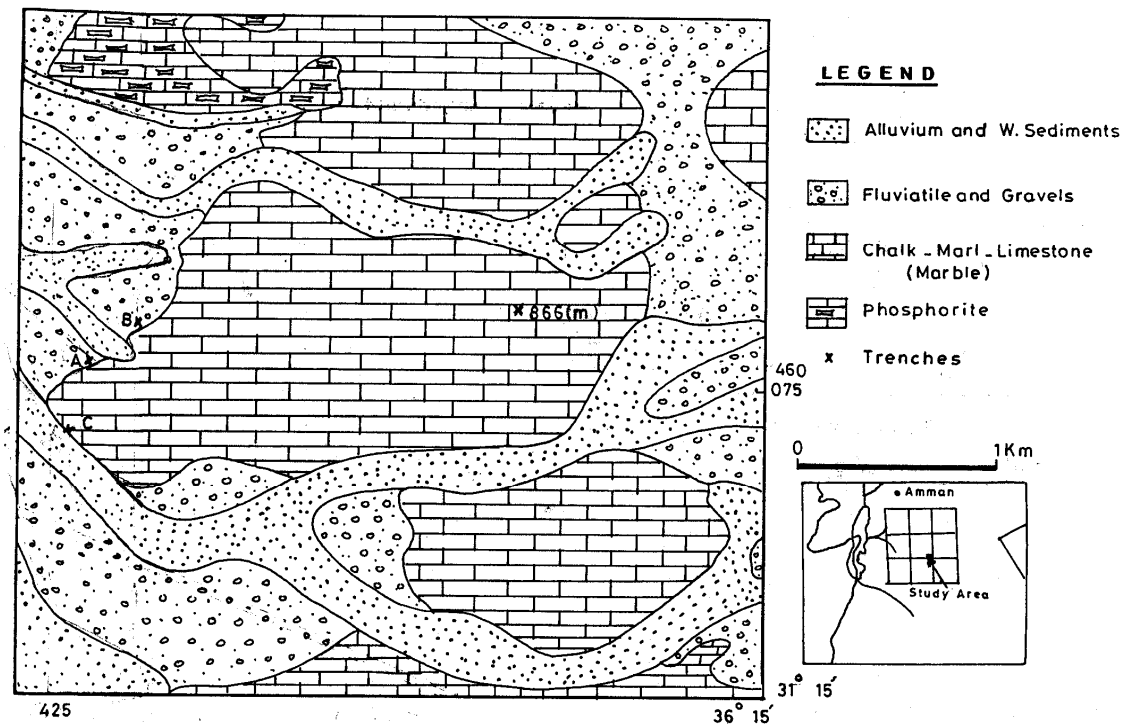 LEGEND
Alluvium and W. Sediments
Fluviatile and Gravels
Chalk - Marl - Limestone
(Marble)
Phosphorite
x Trenches
B x
x 866(m)
A x
x C
460
075
0 1Km
Amman
Study Area
31° 15'
425
36° 15'